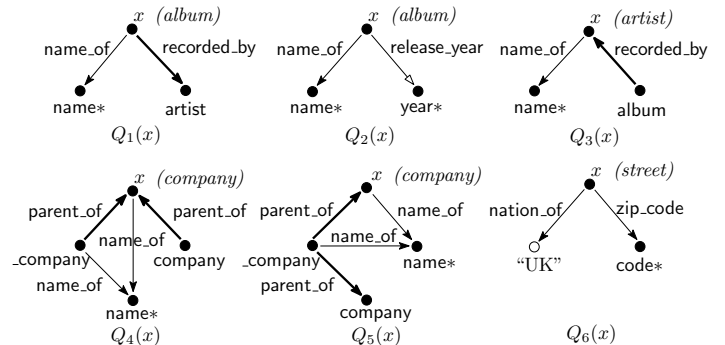 x (album)
name_of
recorded_by
name*
artist
Q1(x)
x (album)
name_of
release_year
name*
year*
Q2(x)
x (artist)
name_of
recorded_by
name*
album
Q3(x)
x (company)
parent_of
parent_of
name_of
_company
company
name_of
name*
Q4(x)
x (company)
parent_of
name_of
name_of
_company
name*
parent_of
company
Q5(x)
x (street)
nation_of
zip_code
“UK”
code*
Q6(x)